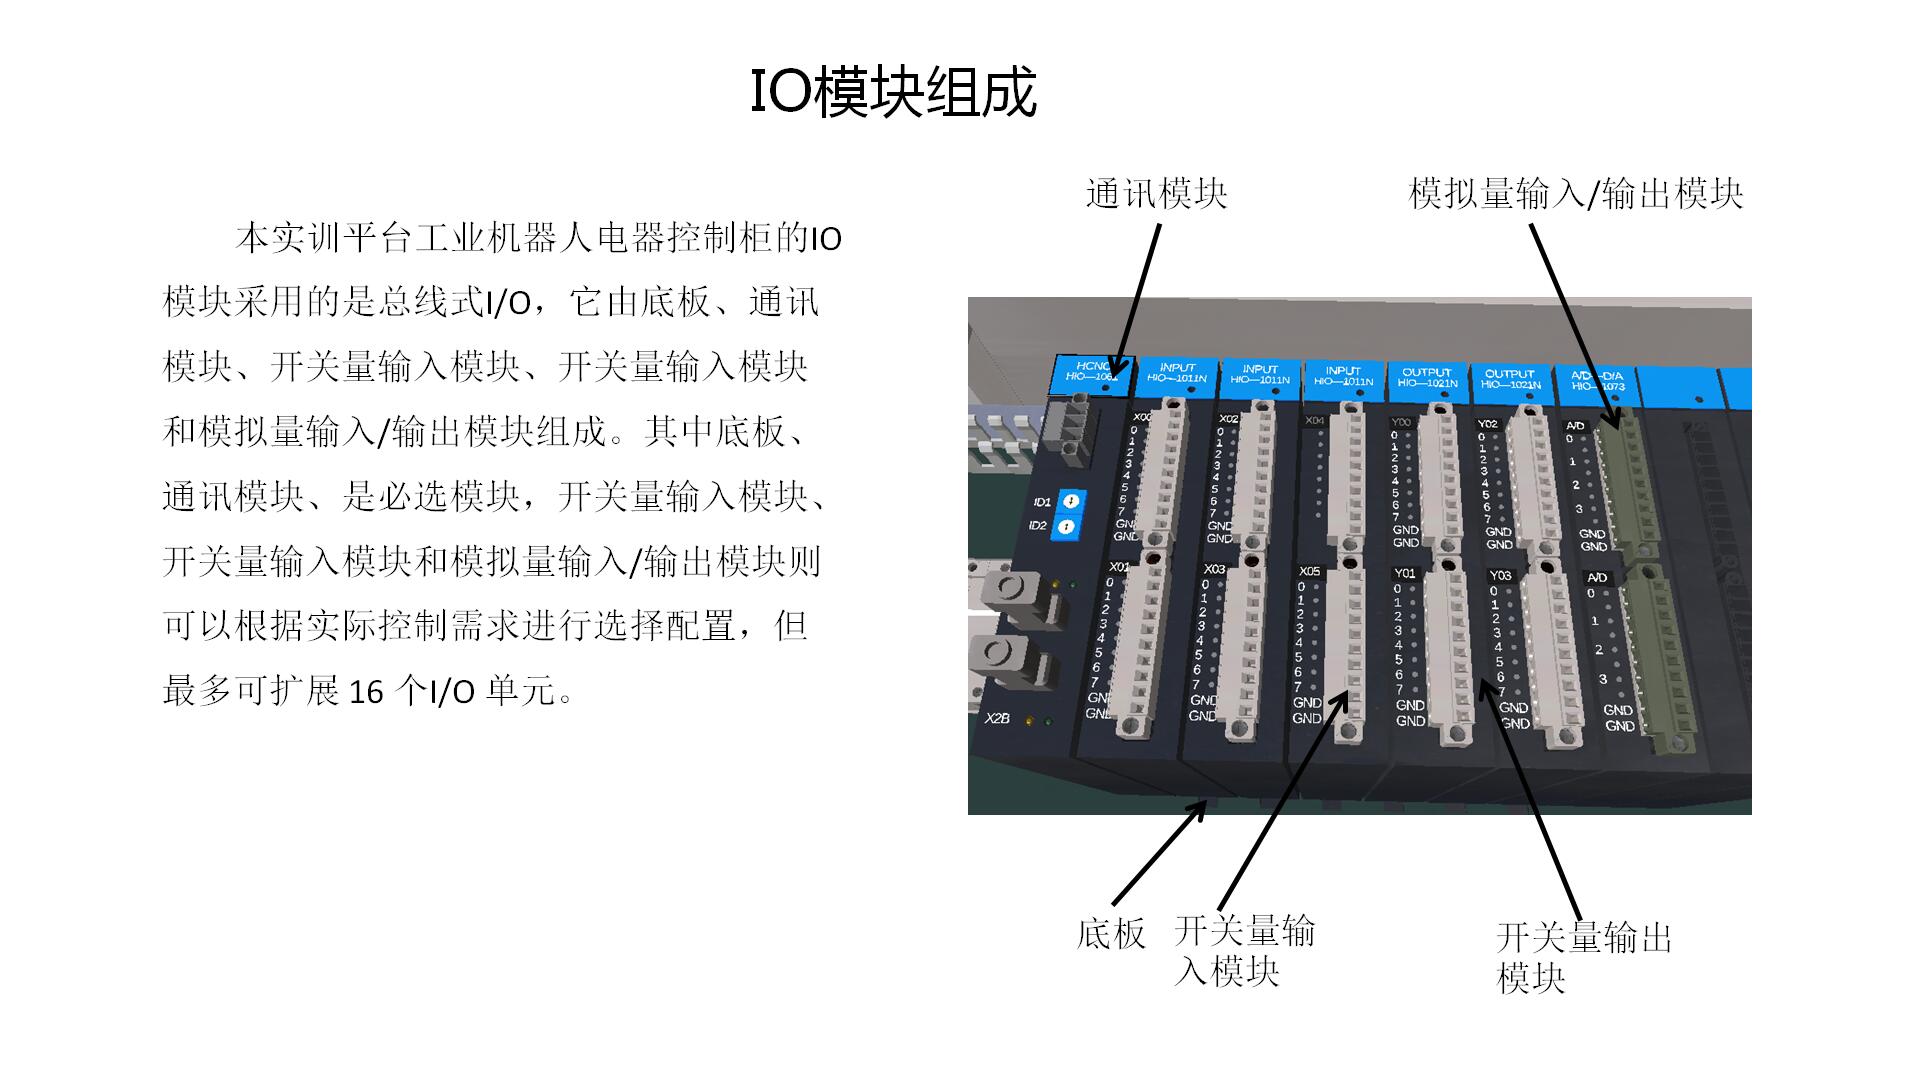 IO模块组成
本实训平台工业机器人电器控制柜的IO
模块采用的是总线式I/O，它由底板、通讯
模块、开关量输入模块、开关量输入模块
和模拟量输入/输出模块组成。其中底板、
通讯模块、是必选模块，开关量输入模块、
开关量输入模块和模拟量输入/输出模块则
可以根据实际控制需求进行选择配置，但
最多可扩展 16 个I/O 单元。
通讯模块
模拟量输入/输出模块
INPUT
HIO—1011N
INPUT
HIO—1011N
INPUT
HIO—1011N
OUTPUT
HIO—1021N
OUTPUT
HIO—1021N
X00
0
1
2
3
4
5
6
7
GND
GND
X02
0
1
2
3
4
5
6
7
GND
GND
X04
Y00
0
1
2
3
4
5
6
7
GND
GND
Y02
0
1
2
3
4
5
6
7
GND
GND
A/D
0
1
2
3
GND
GND
ID1
ID2
X01
0
1
2
3
4
5
6
7
GND
GND
X03
0
1
2
3
4
5
6
7
GND
GND
X05
0
1
2
3
4
5
6
7
GND
GND
Y01
0
1
2
3
4
5
6
7
GND
GND
Y03
0
1
2
3
4
5
6
7
GND
GND
A/D
0
1
2
3
GND
GND
X2B
底板
开关量输
入模块
开关量输出
模块